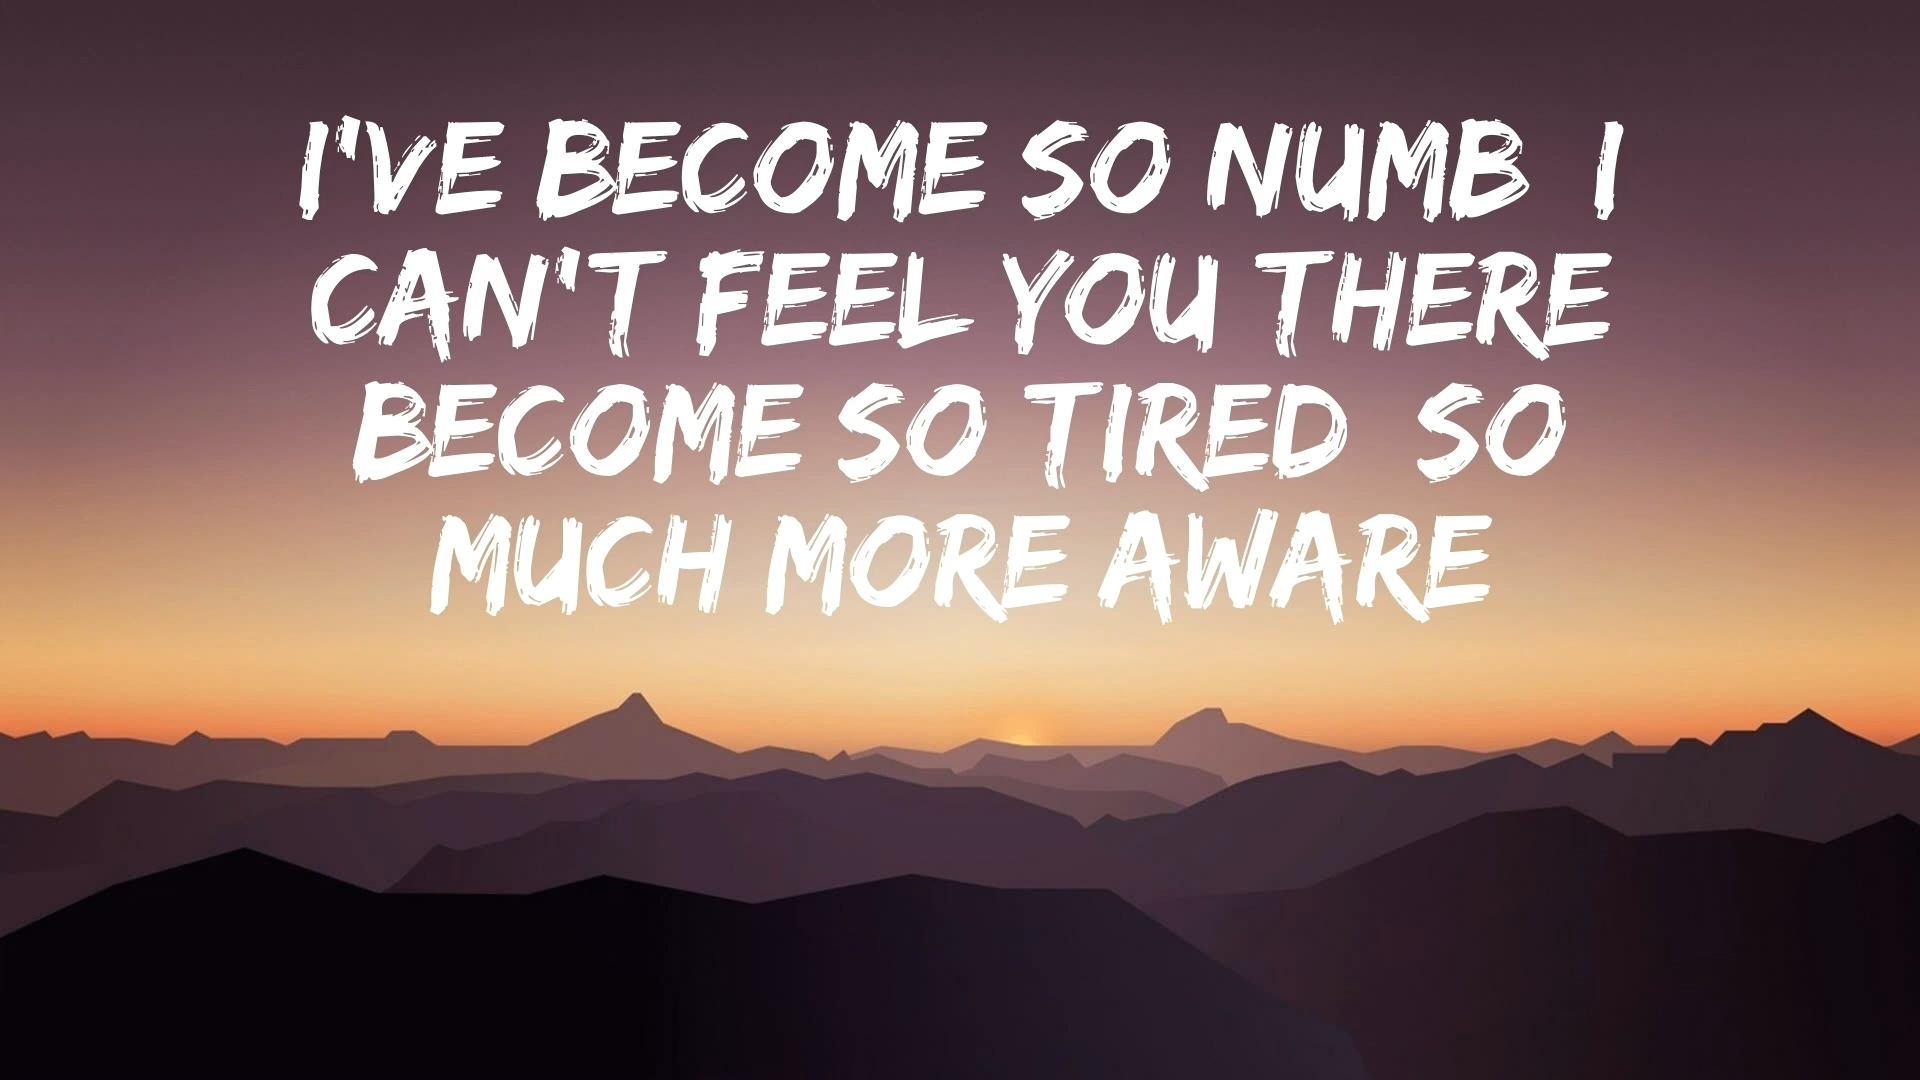 I'VE BECOME SO NUMB  I
CAN'T FEEL YOU THERE
BECOME SO TIRED  SO
MUCH MORE AWARE